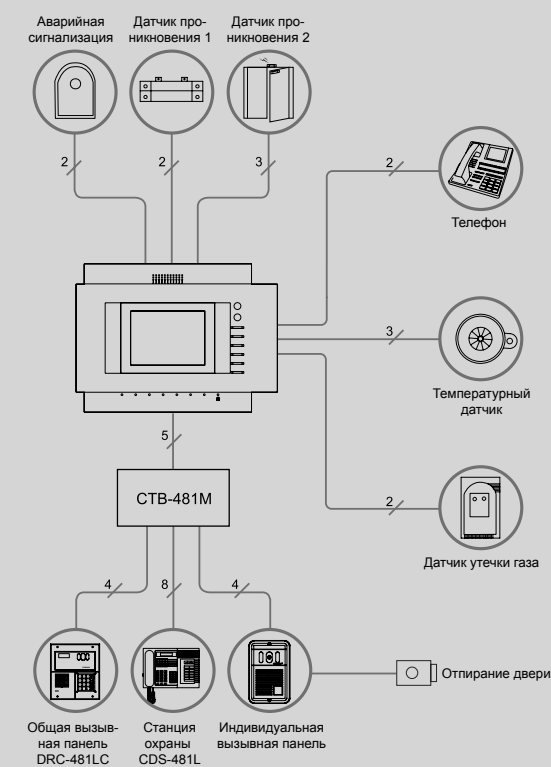 Аварийная
сигнализация
Датчик про-
никновения 1
Датчик про-
никновения 2
2
2
3
2
Телефон
3
Температурный
датчик
5
CTB-481M
2
Датчик утечки газа
4
8
4
Отпирание двери
Общая вызыв-
ная панель
DRC-481LC
Станция
охраны
CDS-481L
Индивидуальная
вызывная панель